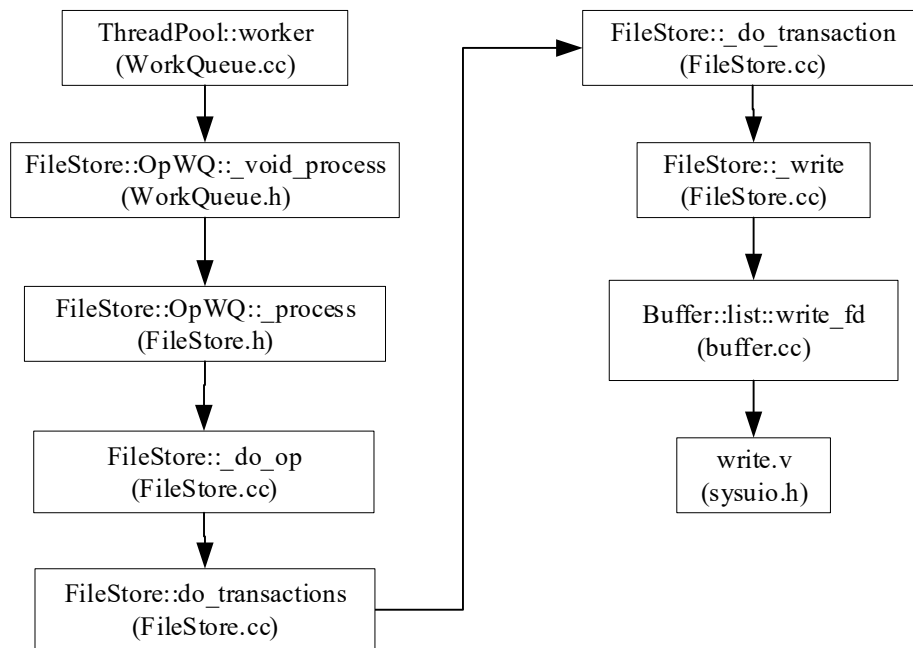 ThreadPool::worker
(WorkQueue.cc)
FileStore::OpWQ::_void_process
(WorkQueue.h)
FileStore::OpWQ::_process
(FileStore.h)
FileStore::_do_op
(FileStore.cc)
FileStore::do_transactions
(FileStore.cc)
FileStore::_do_transaction
(FileStore.cc)
FileStore::_write
(FileStore.cc)
Buffer::list::write_fd
(buffer.cc)
write.v
(sysuio.h)